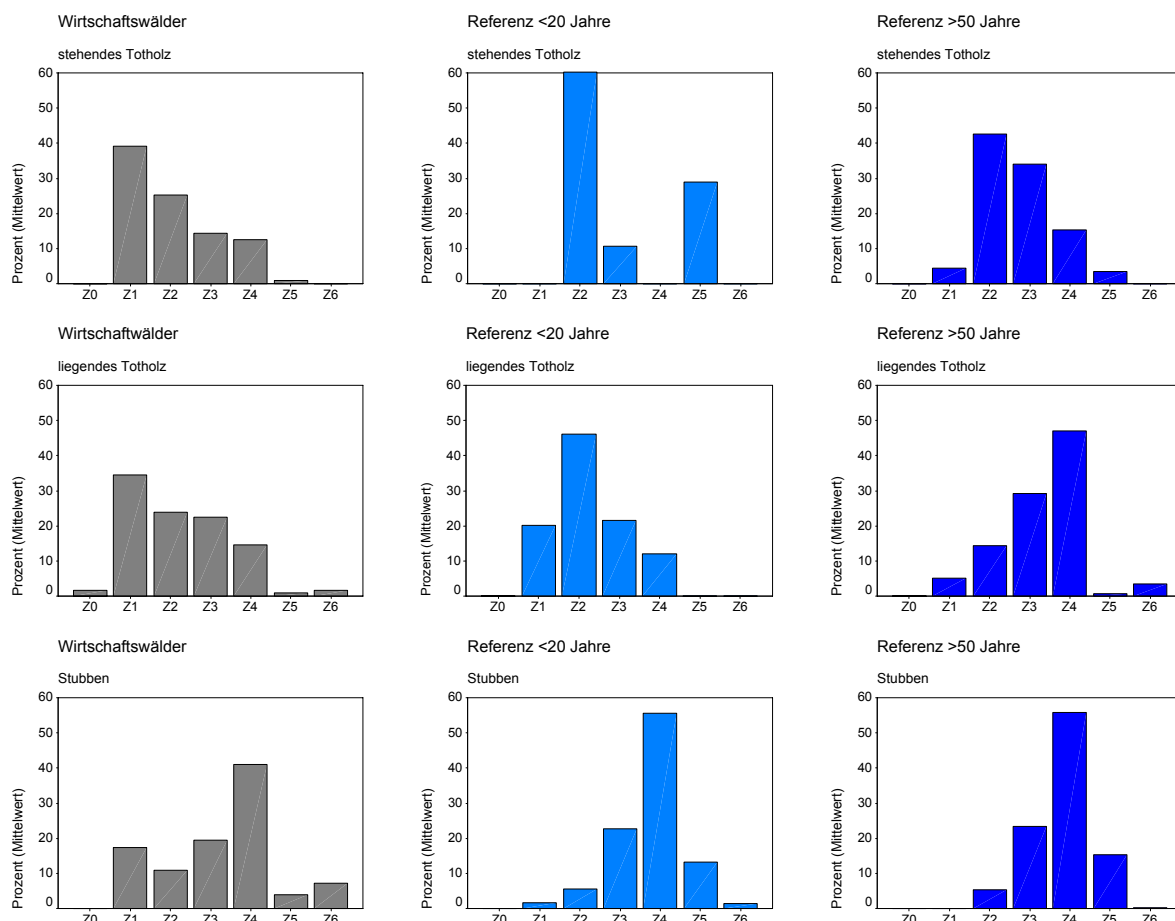 Wirtschaftswälder
stehendes Totholz
Prozent (Mittelwert)
60
50
40
30
20
10
0
Z0 Z1 Z2 Z3 Z4 Z5 Z6
Referenz <20 Jahre
stehendes Totholz
Prozent (Mittelwert)
60
50
40
30
20
10
0
Z0 Z1 Z2 Z3 Z4 Z5 Z6
Referenz >50 Jahre
stehendes Totholz
Prozent (Mittelwert)
60
50
40
30
20
10
0
Z0 Z1 Z2 Z3 Z4 Z5 Z6
Wirtschaftwälder
liegendes Totholz
Prozent (Mittelwert)
60
50
40
30
20
10
0
Z0 Z1 Z2 Z3 Z4 Z5 Z6
Referenz <20 Jahre
liegendes Totholz
Prozent (Mittelwert)
60
50
40
30
20
10
0
Z0 Z1 Z2 Z3 Z4 Z5 Z6
Referenz >50 Jahre
liegendes Totholz
Prozent (Mittelwert)
60
50
40
30
20
10
0
Z0 Z1 Z2 Z3 Z4 Z5 Z6
Wirtschaftswälder
Stubben
Prozent (Mittelwert)
60
50
40
30
20
10
0
Z0 Z1 Z2 Z3 Z4 Z5 Z6
Referenz <20 Jahre
Stubben
Prozent (Mittelwert)
60
50
40
30
20
10
0
Z0 Z1 Z2 Z3 Z4 Z5 Z6
Referenz >50 Jahre
Stubben
Prozent (Mittelwert)
60
50
40
30
20
10
0
Z0 Z1 Z2 Z3 Z4 Z5 Z6